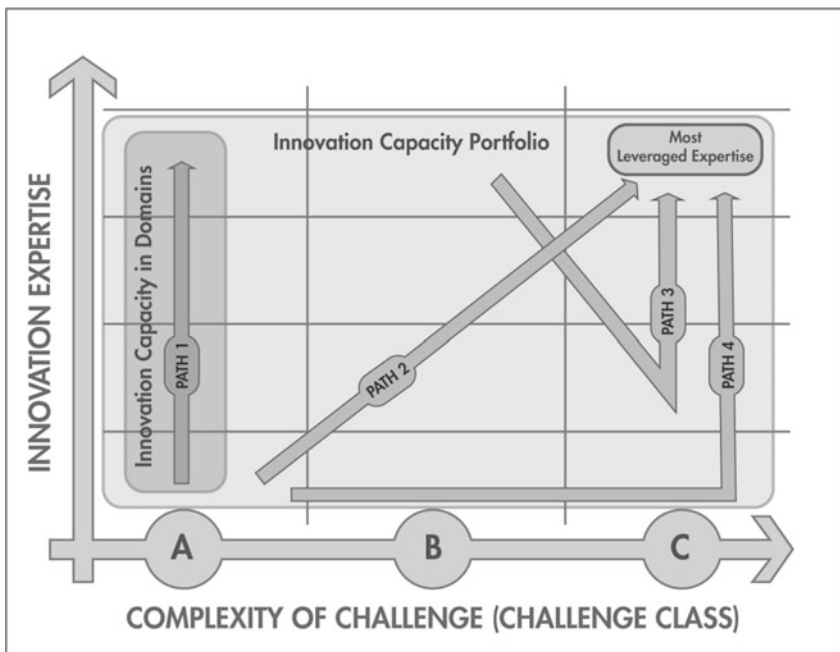 Innovation Capacity Portfolio
Most
Leveraged Expertise
INNOVATION EXPERTISE
Innovation Capacity in Domains
PATH 1
PATH 2
PATH 3
PATH 4
A
B
C
COMPLEXITY OF CHALLENGE (CHALLENGE CLASS)